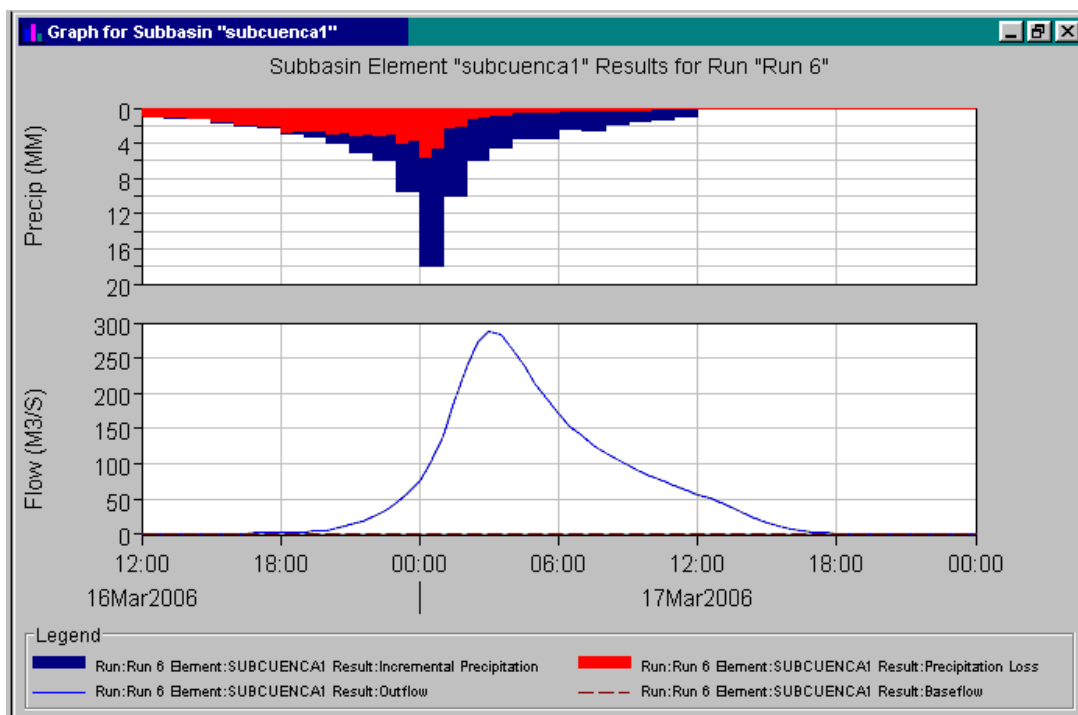 Graph for Subbasin "subcuenca1"
Subbasin Element "subcuenca1" Results for Run "Run 6"
Precip (MM)
0
4
8
12
16
20
Flow (M3/S)
300
250
200
150
100
50
0
12:00 18:00 00:00 06:00 12:00 18:00 00:00
16Mar2006 17Mar2006
Legend
Run:Run 6 Element:SUBCUENCA1 Result:Incremental Precipitation Run:Run 6 Element:SUBCUENCA1 Result:Precipitation Loss
Run:Run 6 Element:SUBCUENCA1 Result:Outflow Run:Run 6 Element:SUBCUENCA1 Result:Baseflow